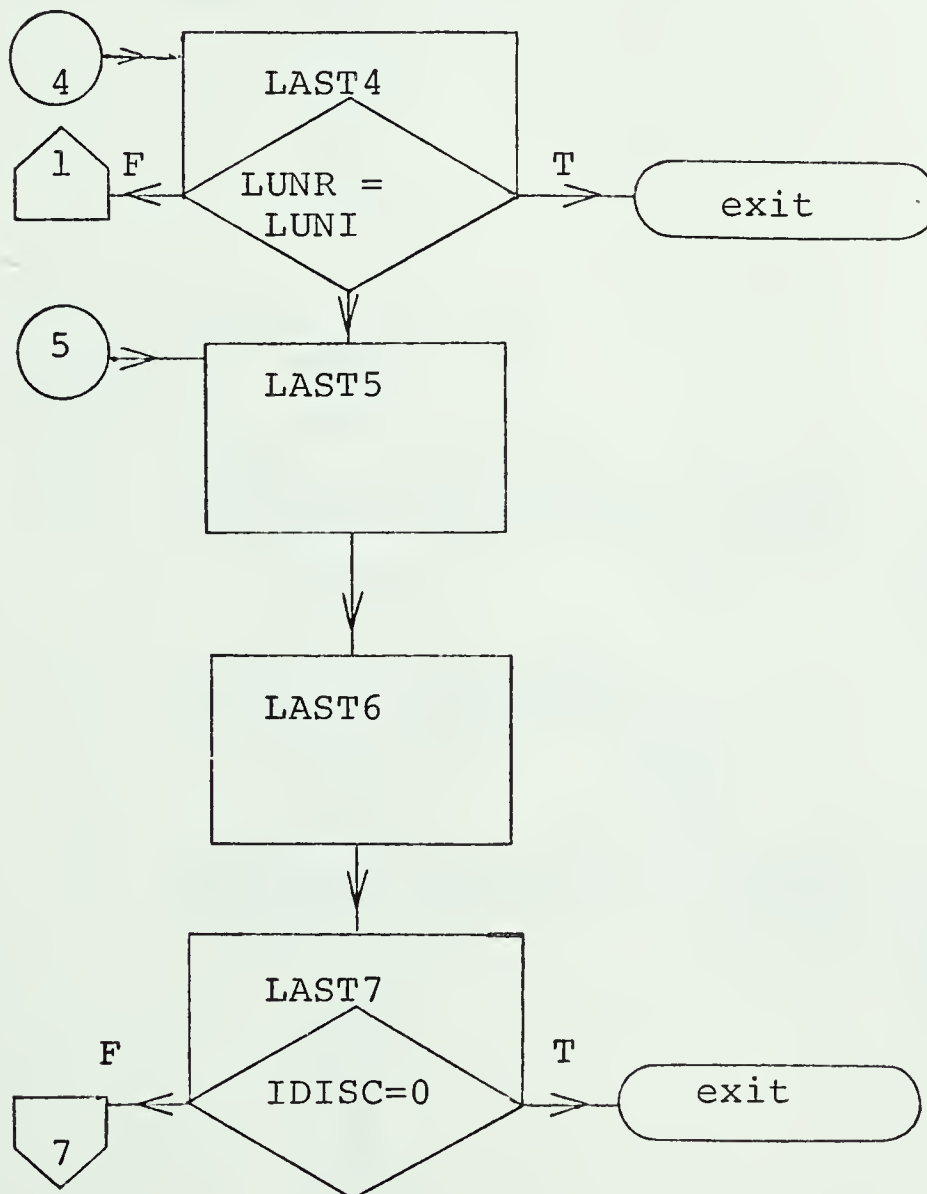 4
LAST4
1
F
LUNR =
LUNI
T
exit
5
LAST5
LAST6
LAST7
F
T
IDISC=0
exit
7